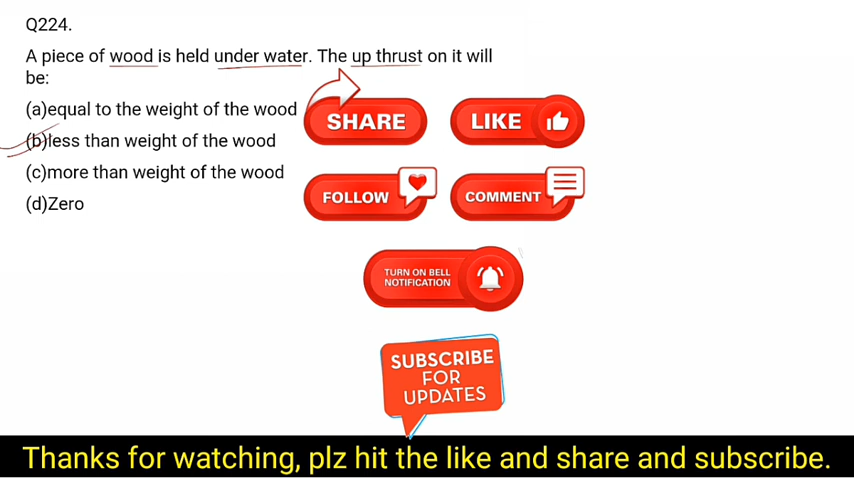 Q224.
A piece of wood is held under water. The up thrust on it will
be:
(a)equal to the weight of the wood
(b)less than weight of the wood
(c)more than weight of the wood
(d)Zero
SHARE
LIKE
FOLLOW
COMMENT
TURN ON BELL
NOTIFICATION
SUBSCRIBE
FOR
UPDATES
Thanks for watching, plz hit the like and share and subscribe.